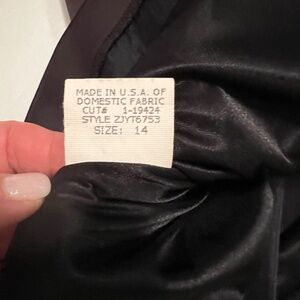 MADE IN U.S.A. OF
DOMESTIC FABRIC
CUT# 1-19424
STYLE ZJYT6753
SIZE: 14